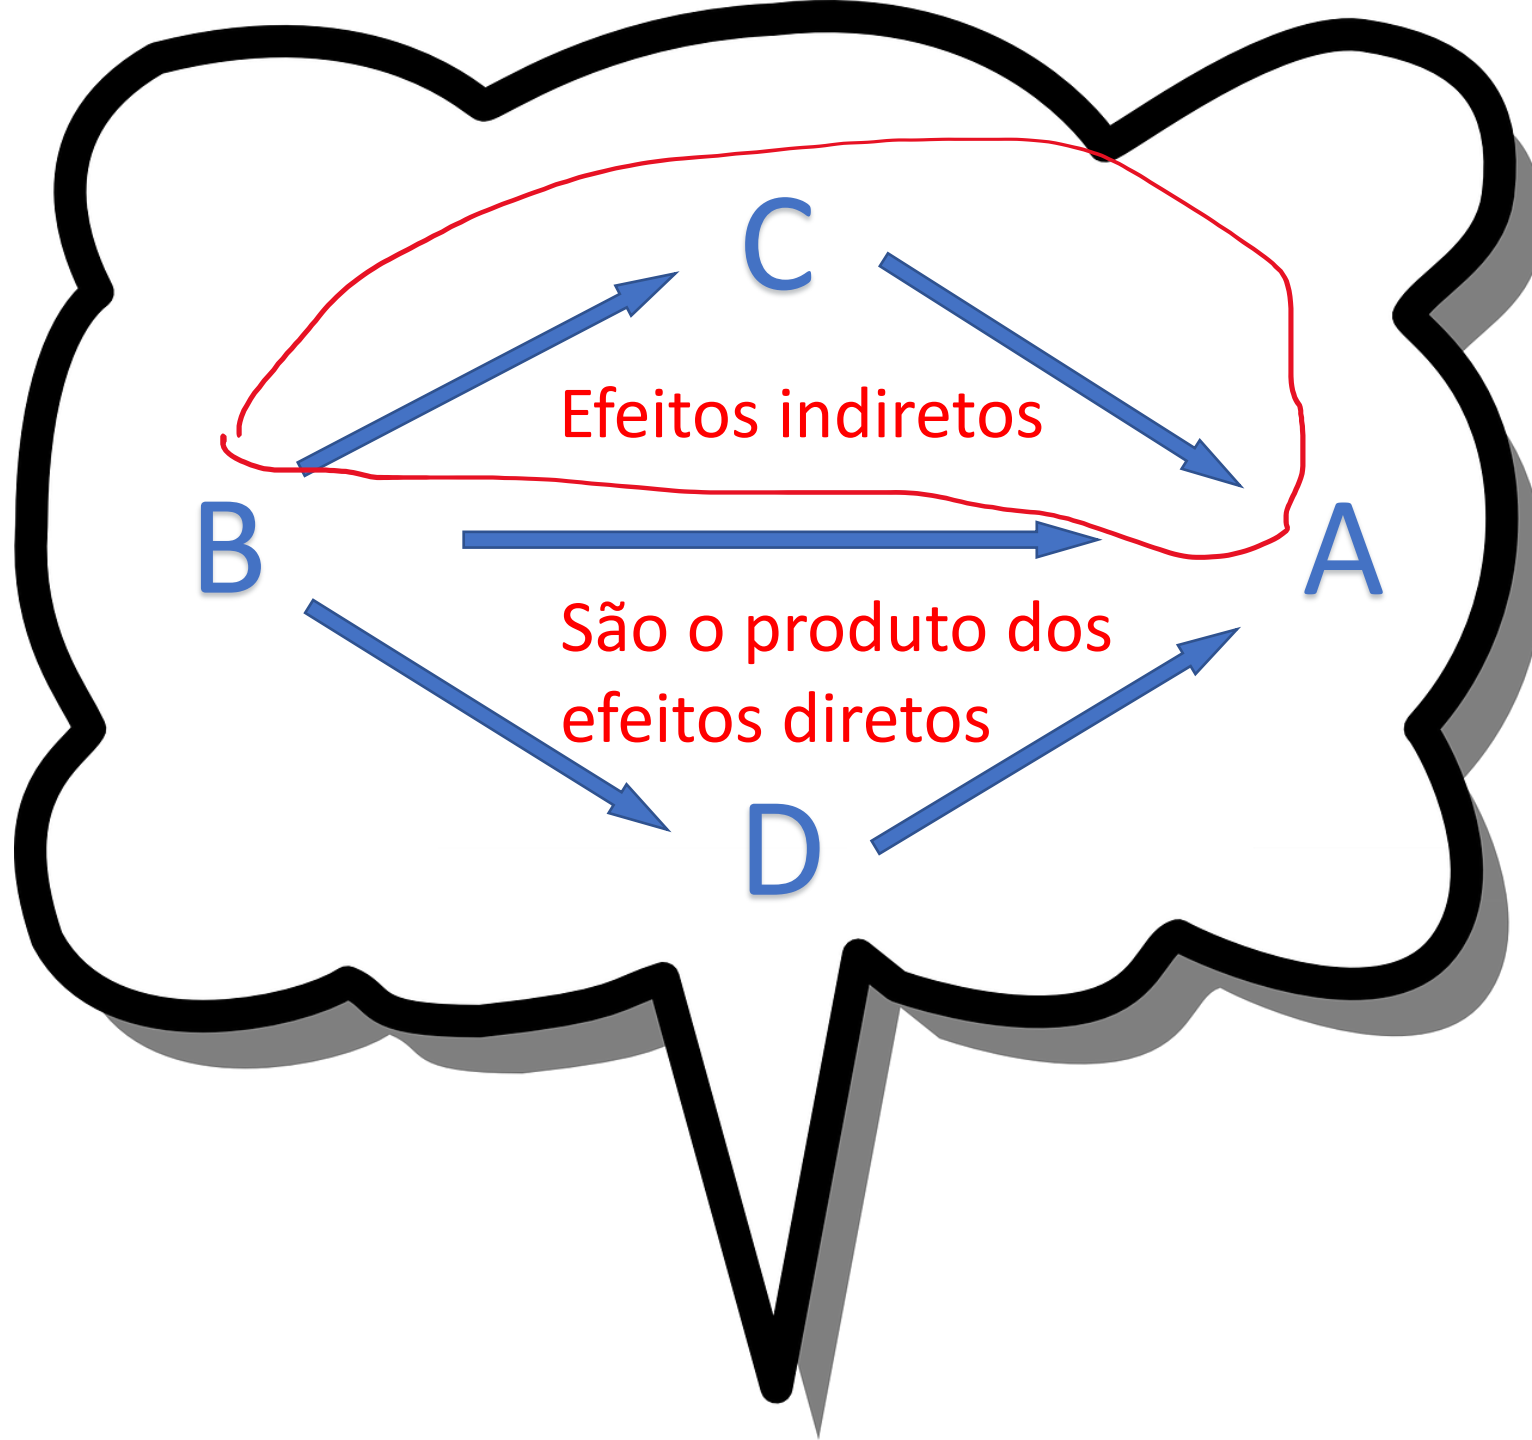 C
Efeitos indiretos
B
A
São o produto dos
efeitos diretos
D